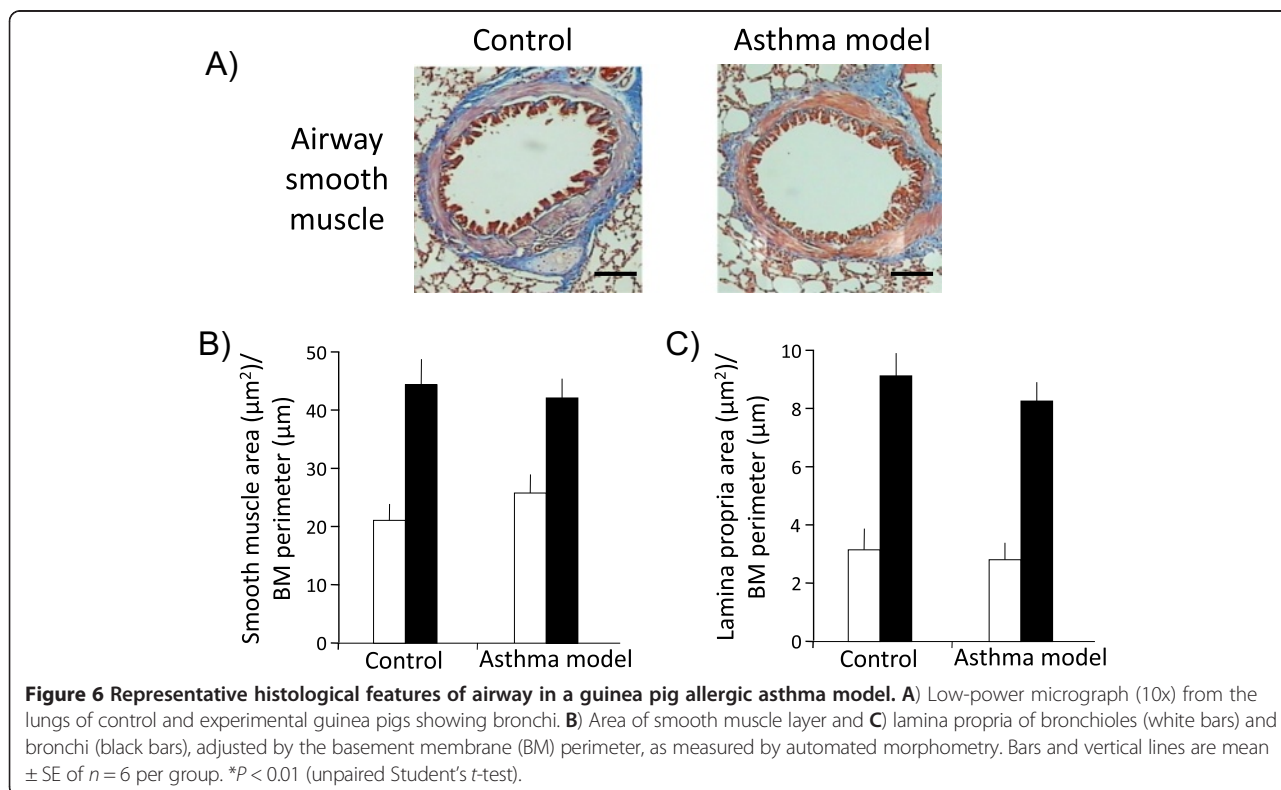 Control
Asthma model
A)
Airway
smooth
muscle
B)
Smooth muscle area (µm²)/
BM perimeter (µm)
50
40
30
20
10
0
Control
Asthma model
C)
Lamina propria area (µm²)/
BM perimeter (µm)
10
8
6
4
2
0
Control
Asthma model
Figure 6 Representative histological features of airway in a guinea pig allergic asthma model. A) Low-power micrograph (10x) from the
lungs of control and experimental guinea pigs showing bronchi. B) Area of smooth muscle layer and C) lamina propria of bronchioles (white bars) and
bronchi (black bars), adjusted by the basement membrane (BM) perimeter, as measured by automated morphometry. Bars and vertical lines are mean
± SE of n = 6 per group. *P < 0.01 (unpaired Student's t-test).